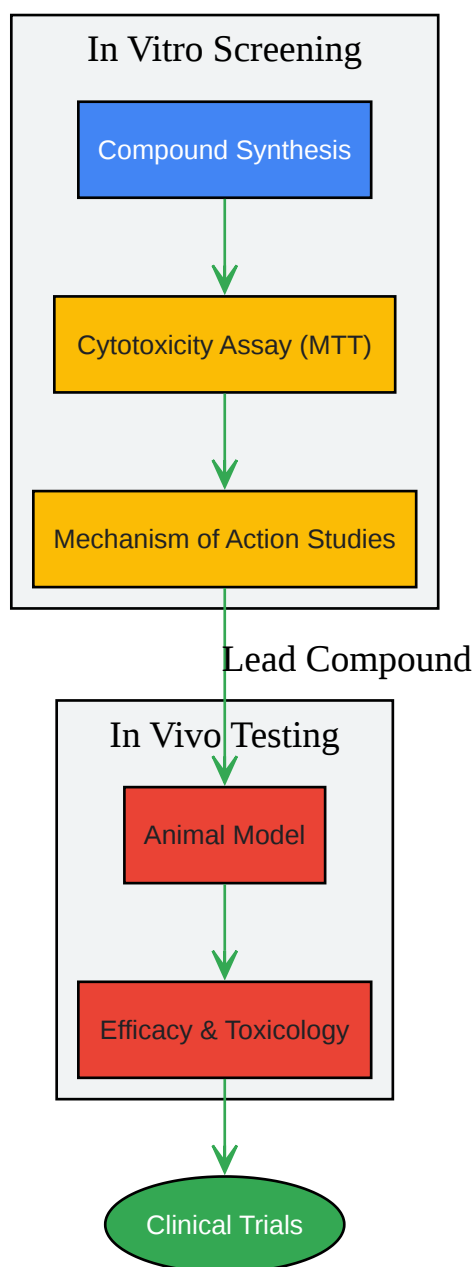 In Vitro Screening
Compound Synthesis
Cytotoxicity Assay (MTT)
Mechanism of Action Studies
Lead Compound
In Vivo Testing
Animal Model
Efficacy & Toxicology
Clinical Trials